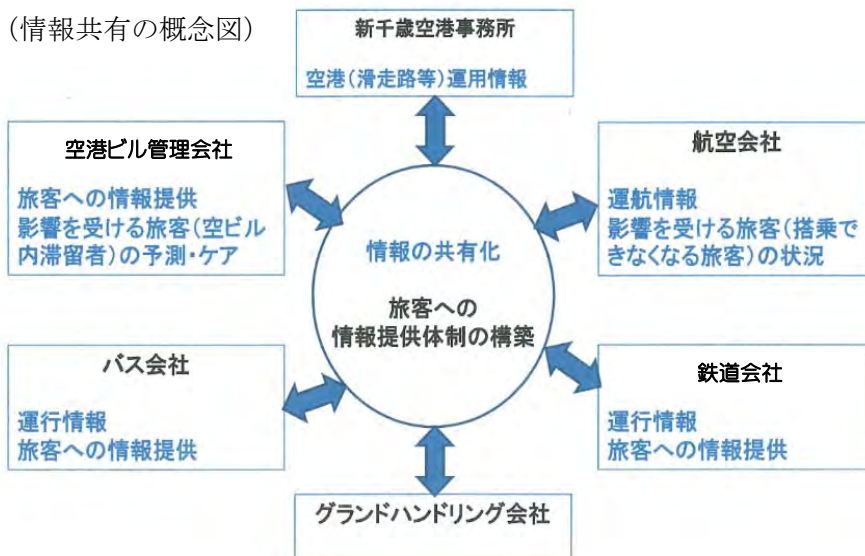 (情報共有の概念図)
新千歳空港事務所
空港(滑走路等)運用情報
空港ビル管理会社
旅客への情報提供
影響を受ける旅客(空ビル
内滞留者)の予測・ケア
航空会社
運航情報
影響を受ける旅客(搭乗で
きなくなる旅客)の状況
情報の共有化
旅客への
情報提供体制の構築
バス会社
運行情報
旅客への情報提供
鉄道会社
運行情報
旅客への情報提供
グランドハンドリング会社